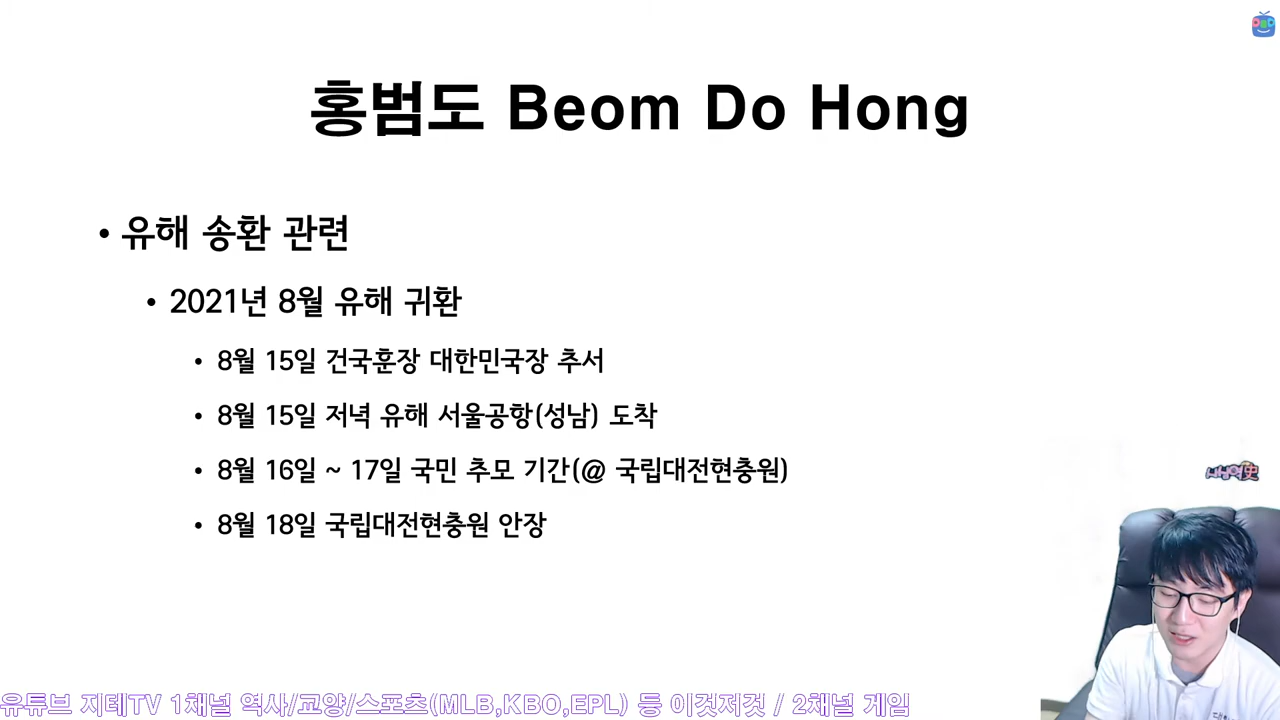 홍범도 Beom Do Hong
• 유해 송환 관련
• 2021년 8월 유해 귀환
• 8월 15일 건국훈장 대한민국장 추서
• 8월 15일 저녁 유해 서울공항(성남) 도착
• 8월 16일 ~ 17일 국민 추모 기간(@ 국립대전현충원)
• 8월 18일 국립대전현충원 안장
유튜브 지테TV 1채널 역사/교양/스포츠(MLB,KBO,EPL) 등 이것저것 / 2채널 게임